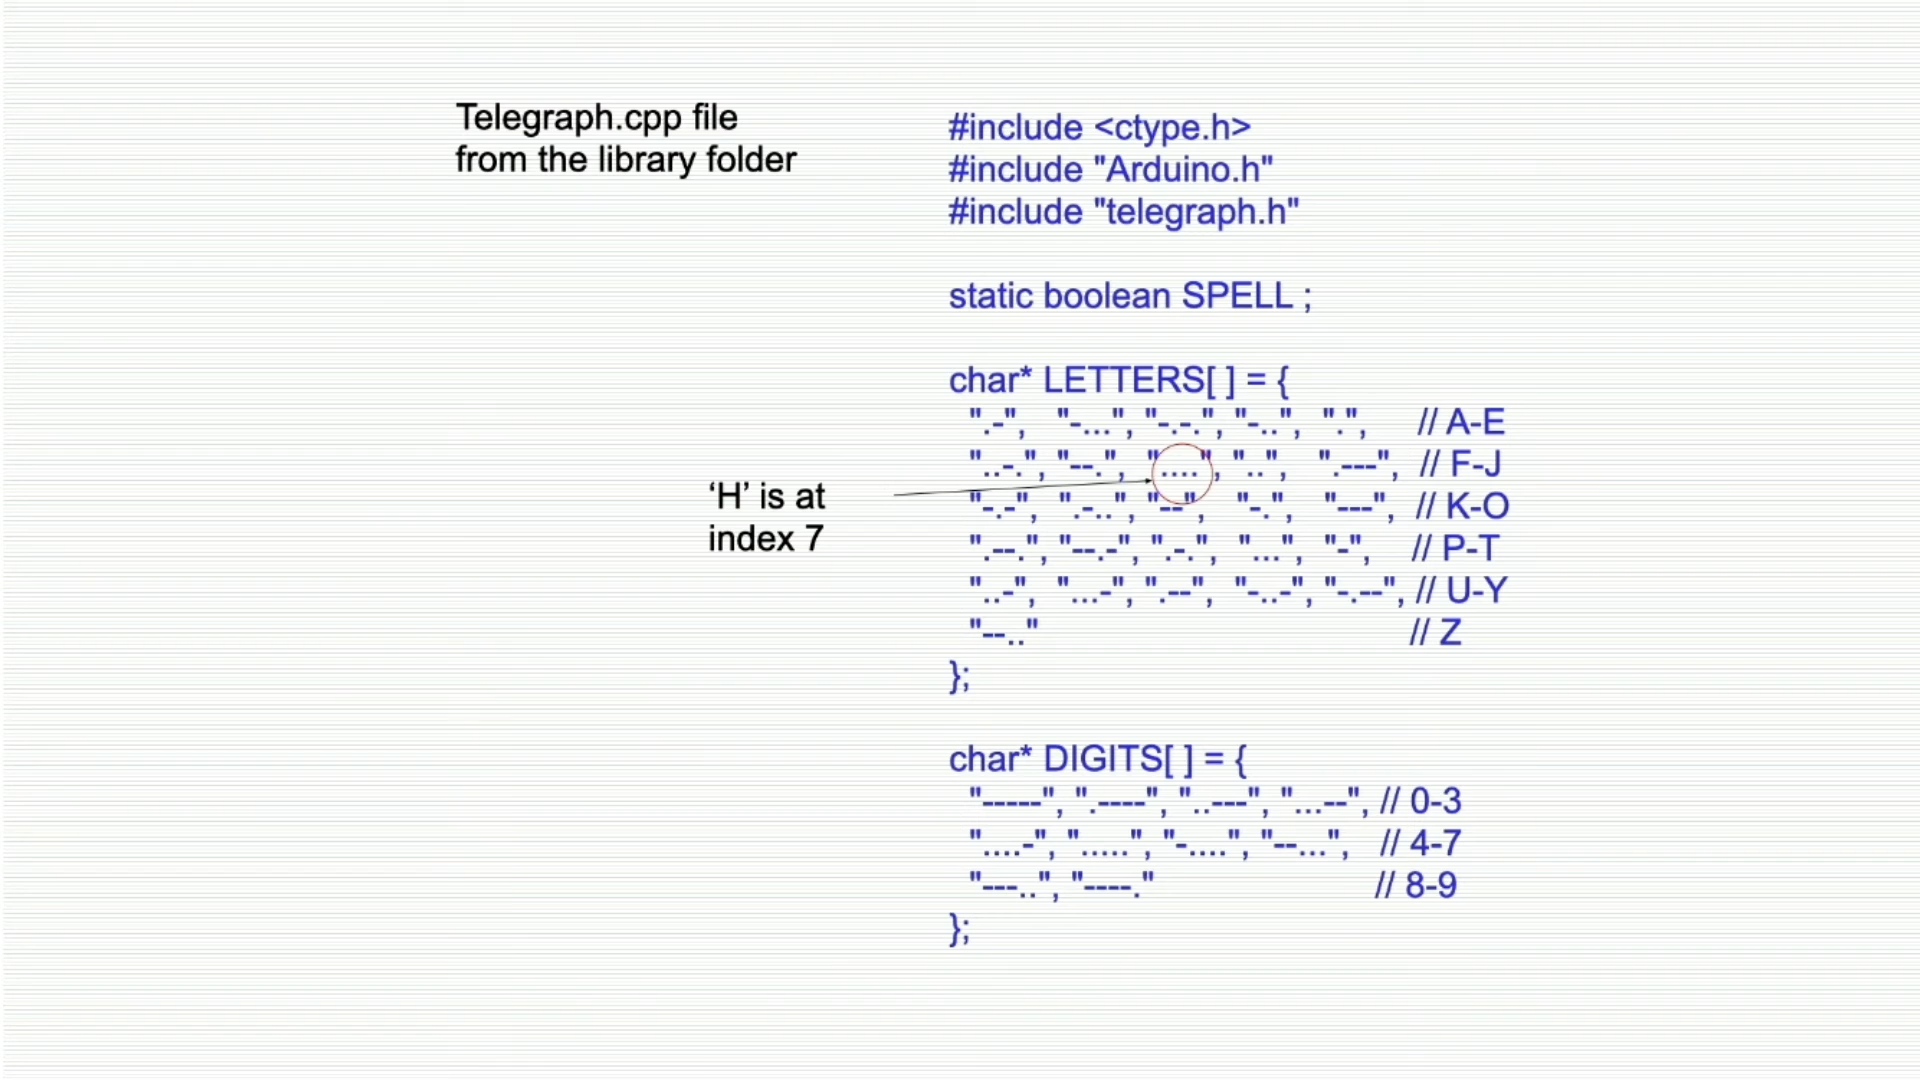 Telegraph.cpp file
from the library folder
#include <ctype.h>
#include "Arduino.h"
#include "telegraph.h"
static boolean SPELL ;
char* LETTERS[ ] = {
".-", "-...", "-.-.", "-..", ".", // A-E
"..-.", "--.", "....", "..", ".---", // F-J
"-.-", ".-..", "--", "-.", "---", // K-O
".--.", "--.-", ".-.", "...", "-", // P-T
"..-", "...-", ".--", "-..-", "-.--", // U-Y
"--.." // Z
};
‘H’ is at
index 7
char* DIGITS[ ] = {
"-----", ".----", "..---", "...--", // 0-3
"....-", ".....", "-....", "--...", // 4-7
"---..", "----." // 8-9
};